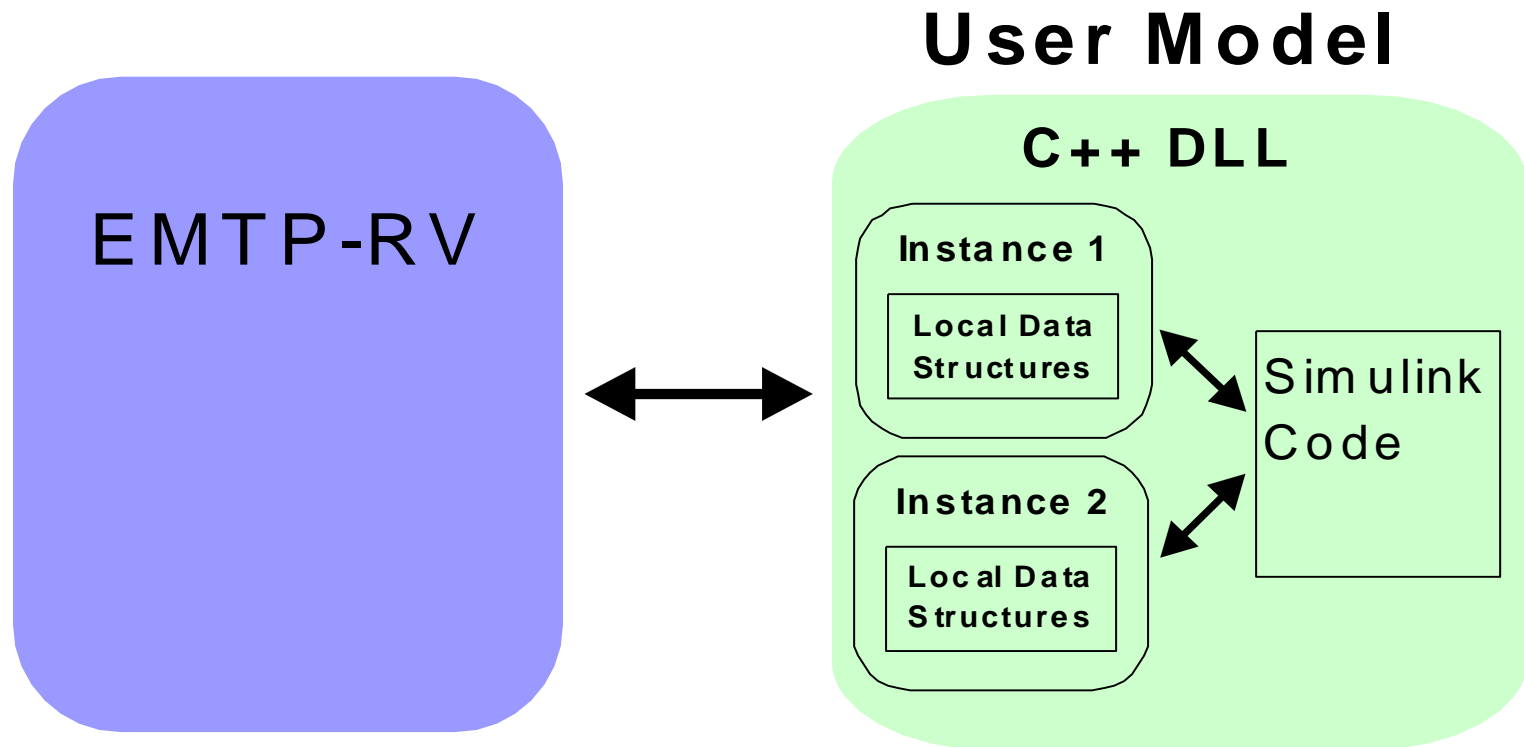 User Model
C++ DLL
EMTP-RV
Instance 1
Local Data
Structures
Simulink
Code
Instance 2
Local Data
Structures